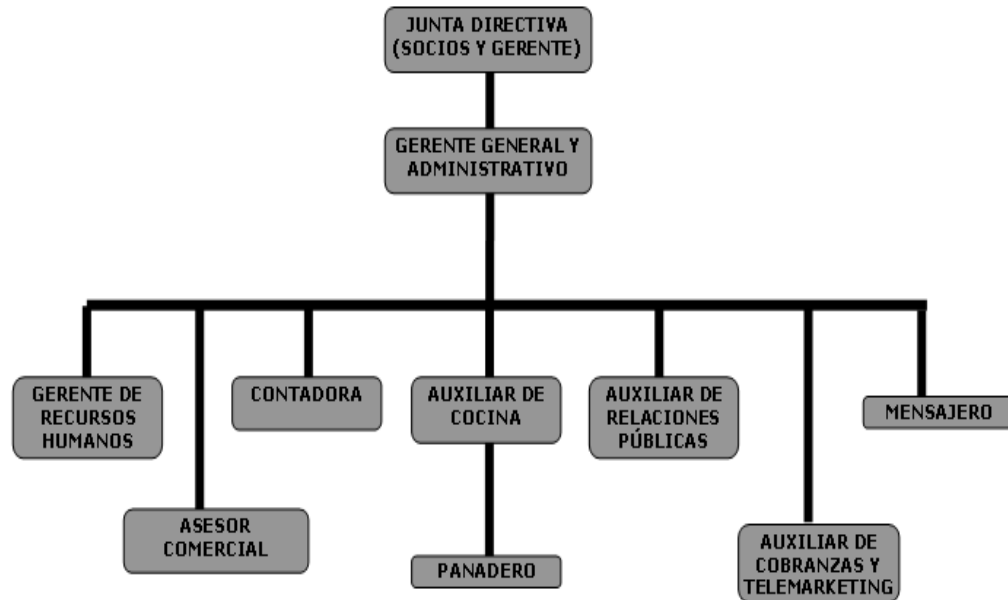 JUNTA DIRECTIVA
(SOCIOS Y GERENTE)
GERENTE GENERAL Y
ADMINISTRATIVO
GERENTE DE
RECURSOS
HUMANOS
CONTADORA
AUXILIAR DE
COCINA
AUXILIAR DE
RELACIONES
PÚBLICAS
MENSAJERO
ASESOR
COMERCIAL
PANADERO
AUXILIAR DE
COBRANZAS Y
TELEMARKETING